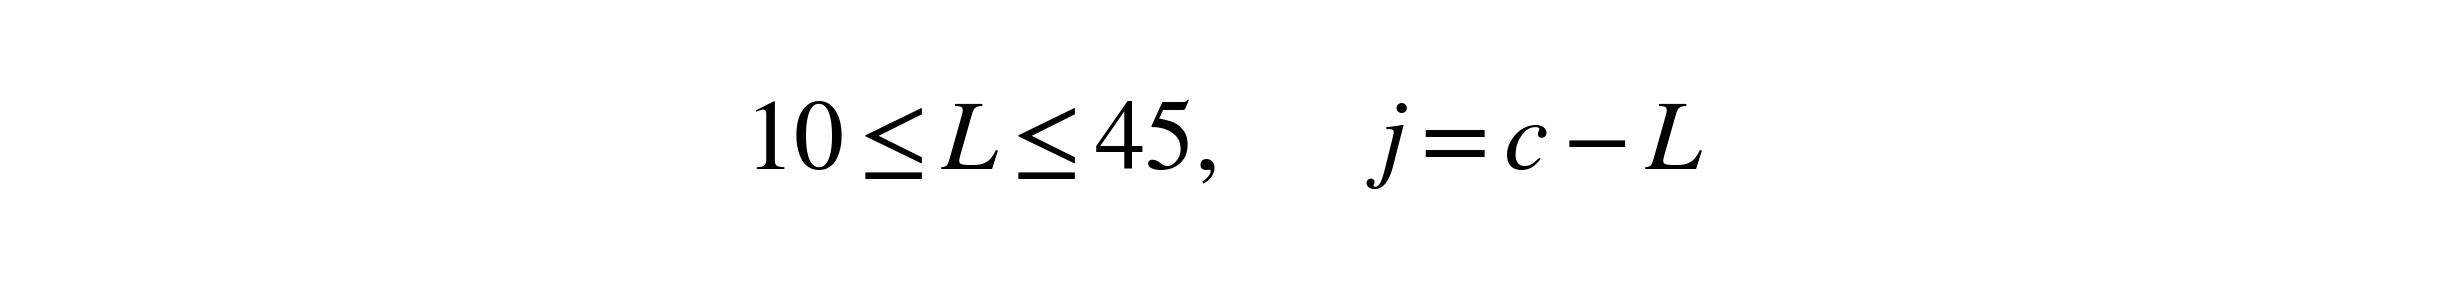 10 ≤ L ≤ 45, j = c − L